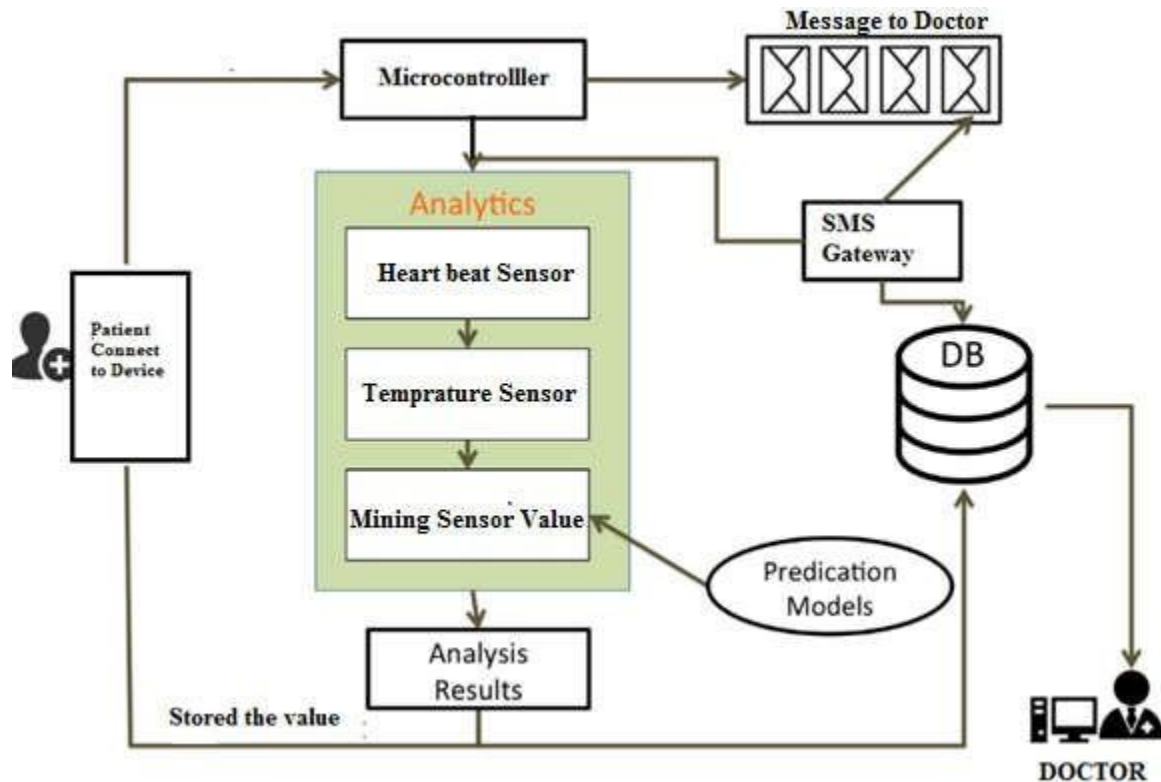 Message to Doctor
Microcontrolller
Analytics
SMS
Gateway
Heart beat Sensor
Patient
Connect
to Device
DB
Temprature Sensor
Mining Sensor Value
Predication
Models
Analysis
Results
Stored the value
DOCTOR